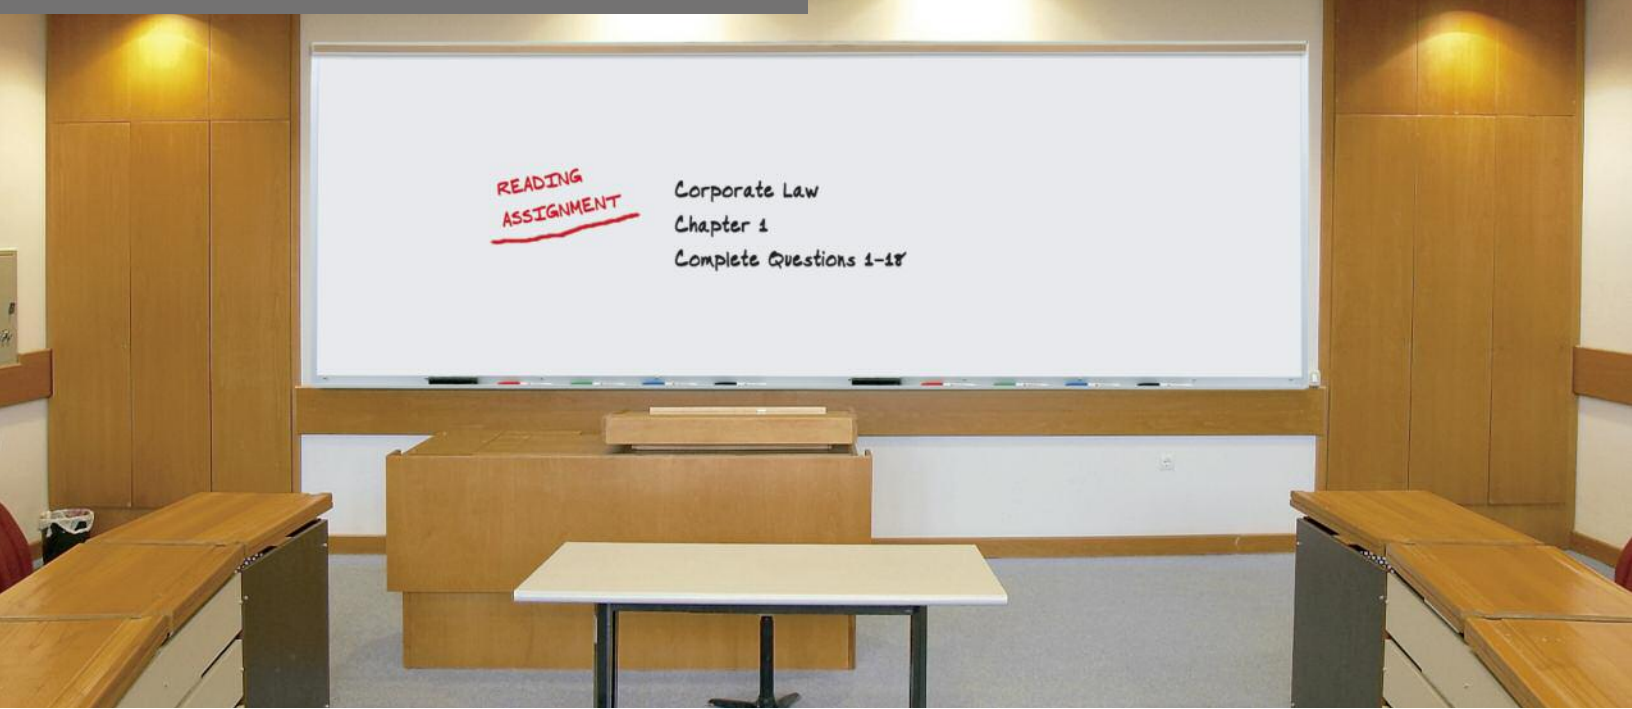 READING
ASSIGNMENT
Corporate Law
Chapter 1
Complete Questions 1-18